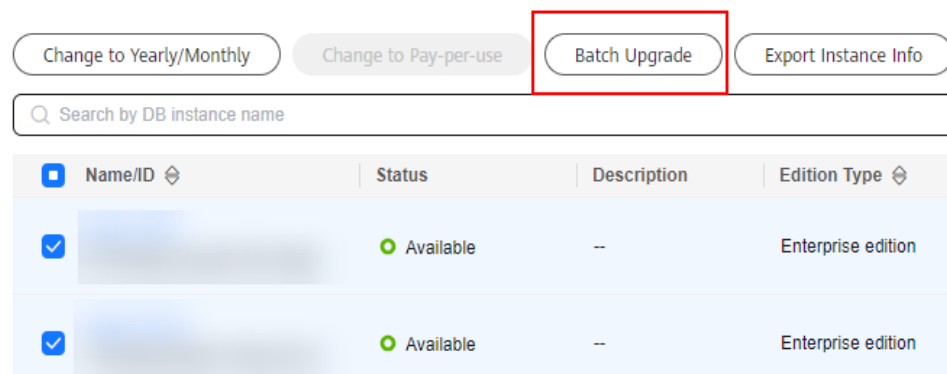 Change to Yearly/Monthly Change to Pay-per-use Batch Upgrade Export Instance Info
Search by DB instance name
Name/ID Status Description Edition Type
Available -- Enterprise edition
Available -- Enterprise edition